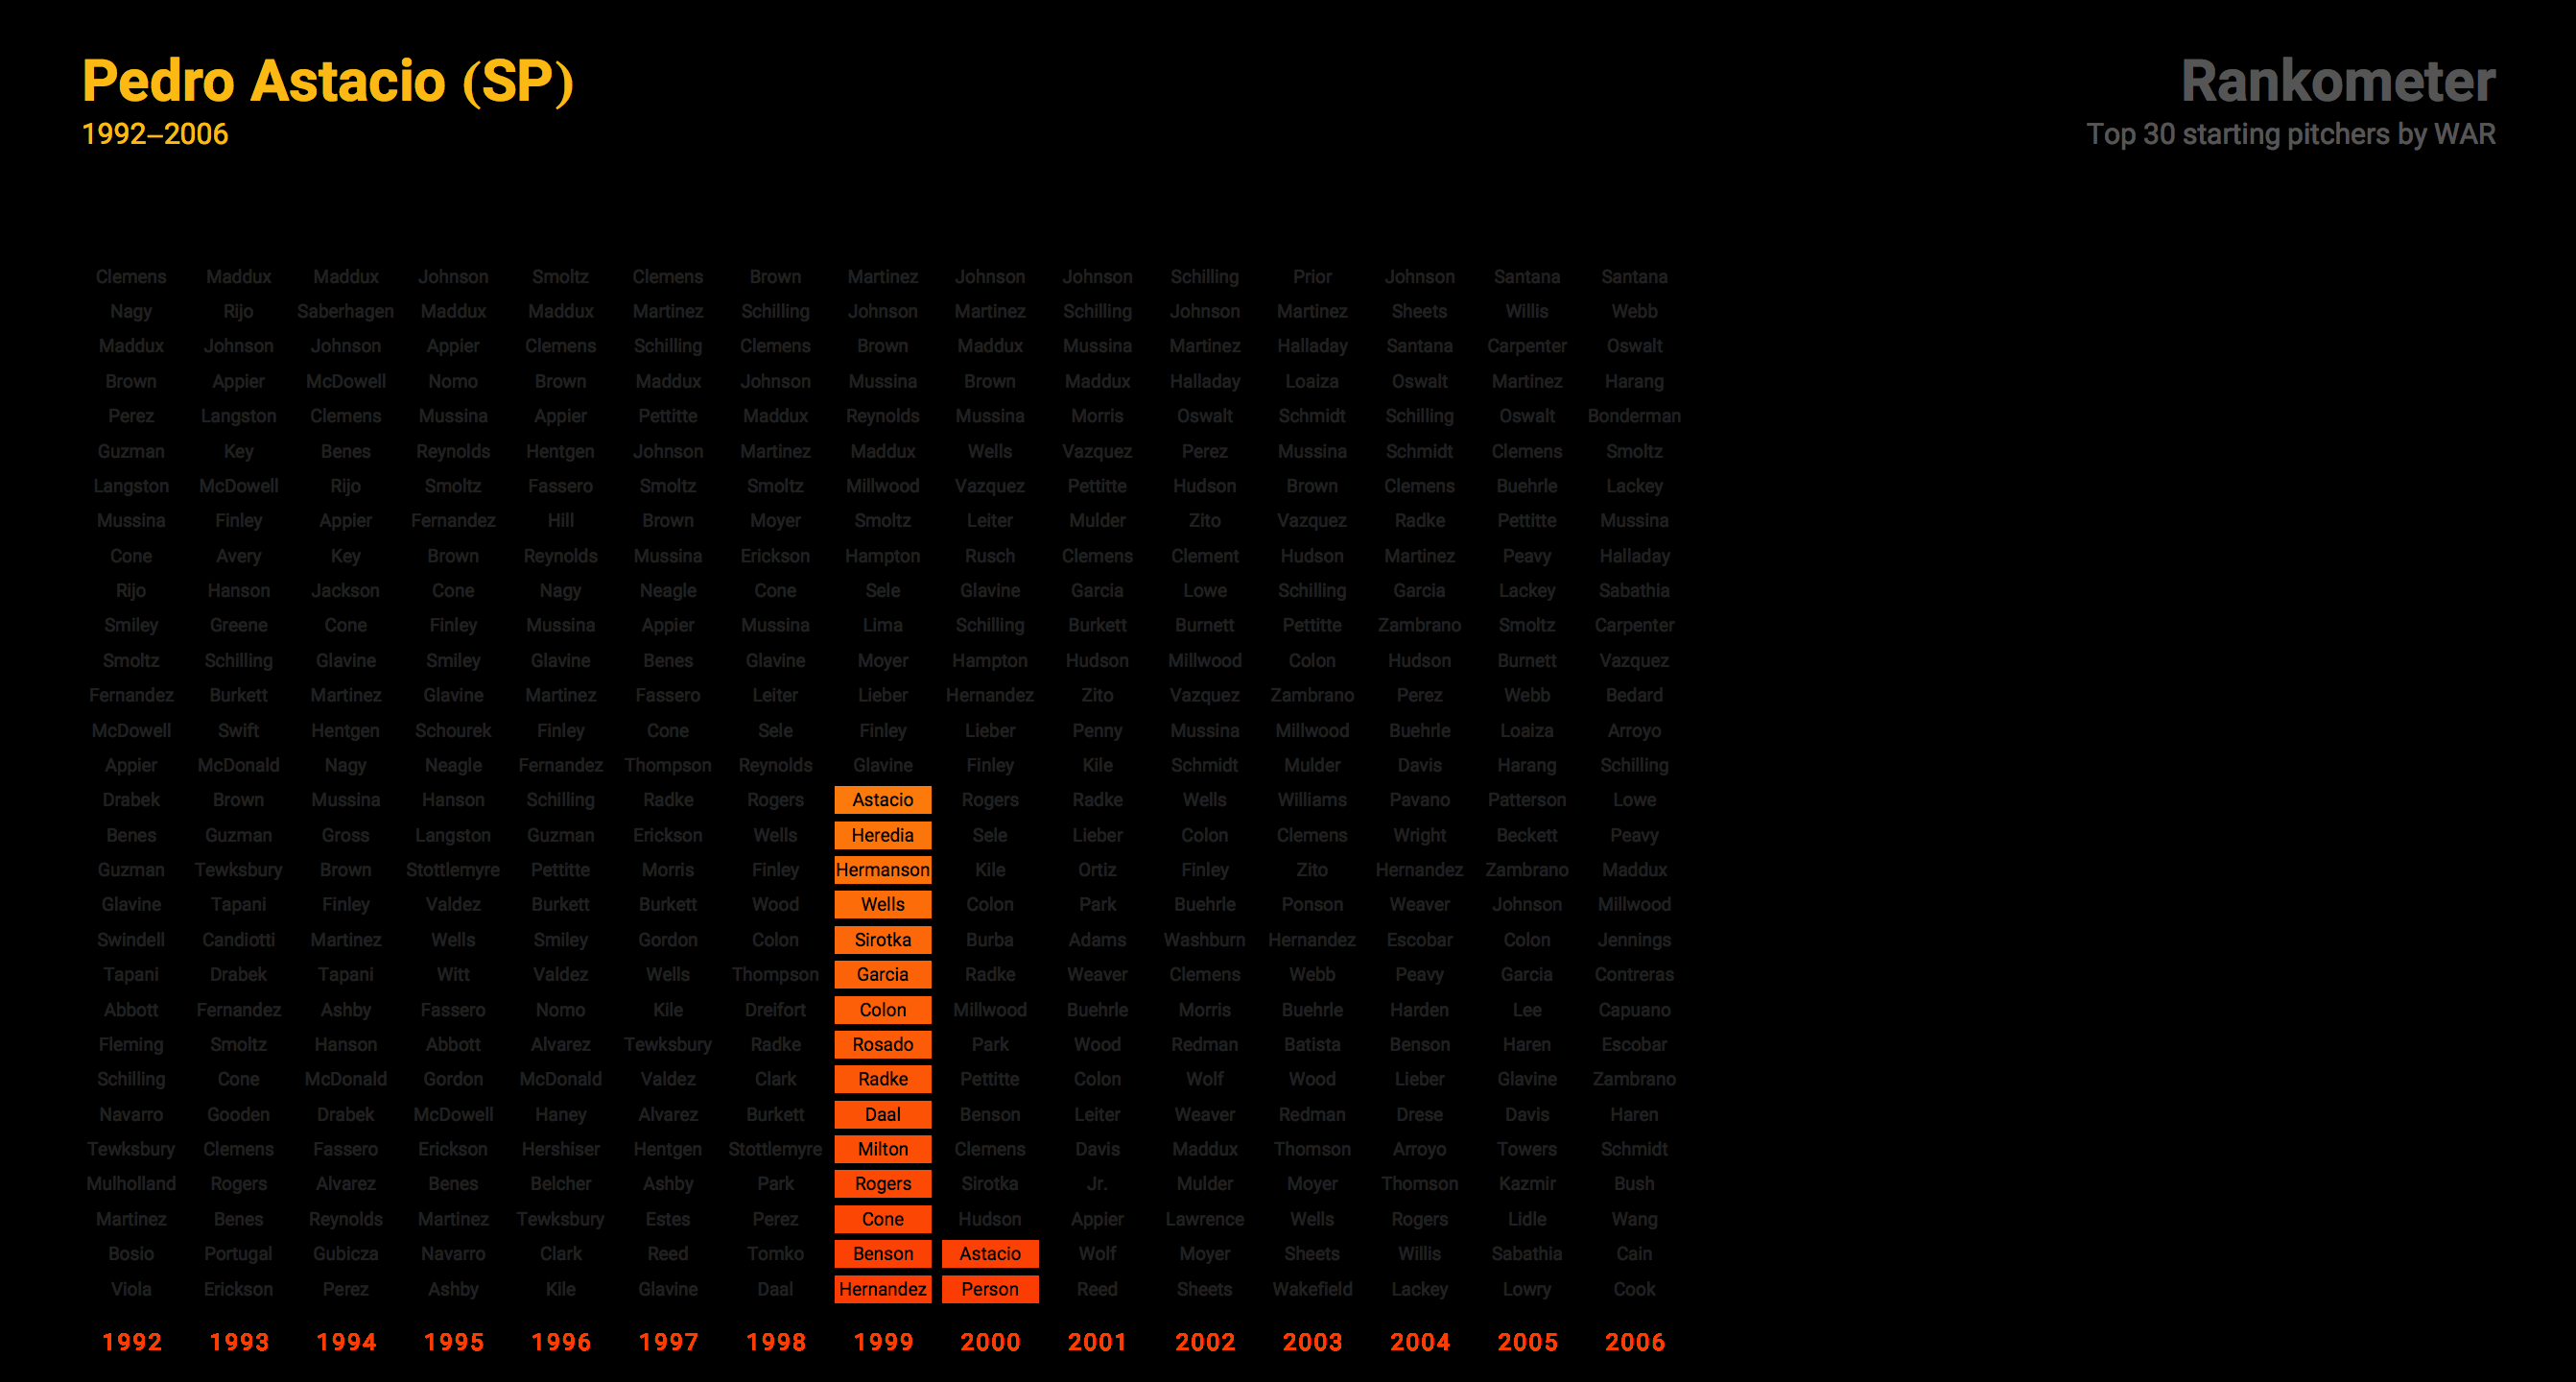 Pedro Astacio (SP)
1992–2006
Rankometer
Top 30 starting pitchers by WAR
Clemens Maddux Maddux Johnson Smoltz Clemens Brown Martinez Johnson Johnson Schilling Prior Johnson Santana Santana
Nagy Rijo Saberhagen Maddux Maddux Martinez Schilling Johnson Martinez Schilling Johnson Martinez Sheets Willis Webb
Maddux Johnson Johnson Appier Clemens Schilling Clemens Brown Maddux Mussina Martinez Halladay Santana Carpenter Oswalt
Brown Appier McDowell Nomo Brown Maddux Johnson Mussina Brown Maddux Halladay Loaiza Oswalt Martinez Harang
Perez Langston Clemens Mussina Appier Pettitte Maddux Reynolds Mussina Morris Oswalt Schmidt Schilling Oswalt Bonderman
Guzman Key Benes Reynolds Hentgen Johnson Martinez Maddux Wells Vazquez Perez Mussina Schmidt Clemens Smoltz
Langston McDowell Rijo Smoltz Fassero Smoltz Smoltz Millwood Vazquez Pettitte Hudson Brown Clemens Buehrle Lackey
Mussina Finley Appier Fernandez Hill Brown Moyer Smoltz Leiter Mulder Zito Vazquez Radke Pettitte Mussina
Cone Avery Key Brown Reynolds Mussina Erickson Hampton Rusch Clemens Clement Hudson Martinez Peavy Halladay
Rijo Hanson Jackson Cone Nagy Neagle Cone Sele Glavine Garcia Lowe Schilling Garcia Lackey Sabathia
Smiley Greene Cone Finley Mussina Appier Mussina Lima Schilling Burkett Burnett Pettitte Zambrano Smoltz Carpenter
Smoltz Schilling Glavine Smiley Glavine Benes Glavine Moyer Hampton Hudson Millwood Colon Hudson Burnett Vazquez
Fernandez Burkett Martinez Glavine Martinez Fassero Leiter Lieber Hernandez Zito Vazquez Zambrano Perez Webb Bedard
McDowell Swift Hentgen Schourek Finley Cone Sele Finley Lieber Penny Mussina Millwood Buehrle Loaiza Arroyo
Appier McDonald Nagy Neagle Fernandez Thompson Reynolds Glavine Finley Kile Schmidt Mulder Davis Harang Schilling
Drabek Brown Mussina Hanson Schilling Radke Rogers Astacio Rogers Radke Wells Williams Pavano Patterson Lowe
Benes Guzman Gross Langston Guzman Erickson Wells Heredia Sele Lieber Colon Clemens Wright Beckett Peavy
Guzman Tewksbury Brown Stottlemyre Pettitte Morris Finley Hermanson Kile Ortiz Finley Zito Hernandez Zambrano Maddux
Glavine Tapani Finley Valdez Burkett Burkett Wood Wells Colon Park Buehrle Ponson Weaver Johnson Millwood
Swindell Candiotti Martinez Wells Smiley Gordon Colon Sirotka Burba Adams Washburn Hernandez Escobar Colon Jennings
Tapani Drabek Tapani Witt Valdez Wells Thompson Garcia Radke Weaver Clemens Webb Peavy Garcia Contreras
Abbott Fernandez Ashby Fassero Nomo Kile Dreifort Colon Millwood Buehrle Morris Buehrle Harden Lee Capuano
Fleming Smoltz Hanson Abbott Alvarez Tewksbury Radke Rosado Park Wood Redman Batista Benson Haren Escobar
Schilling Cone McDonald Gordon McDonald Valdez Clark Radke Pettitte Colon Wolf Wood Lieber Glavine Zambrano
Navarro Gooden Drabek McDowell Haney Alvarez Burkett Daal Benson Leiter Weaver Redman Drese Davis Haren
Tewksbury Clemens Fassero Erickson Hershiser Hentgen Stottlemyre Milton Clemens Davis Maddux Thomson Arroyo Towers Schmidt
Mulholland Rogers Alvarez Benes Belcher Ashby Park Rogers Sirotka Jr. Mulder Moyer Thomson Kazmir Bush
Martinez Benes Reynolds Martinez Tewksbury Estes Perez Cone Hudson Appier Lawrence Wells Rogers Lidle Wang
Bosio Portugal Gubicza Navarro Clark Reed Tomko Benson Astacio Wolf Moyer Sheets Willis Sabathia Cain
Viola Erickson Perez Ashby Kile Glavine Daal Hernandez Person Reed Sheets Wakefield Lackey Lowry Cook
1992 1993 1994 1995 1996 1997 1998 1999 2000 2001 2002 2003 2004 2005 2006